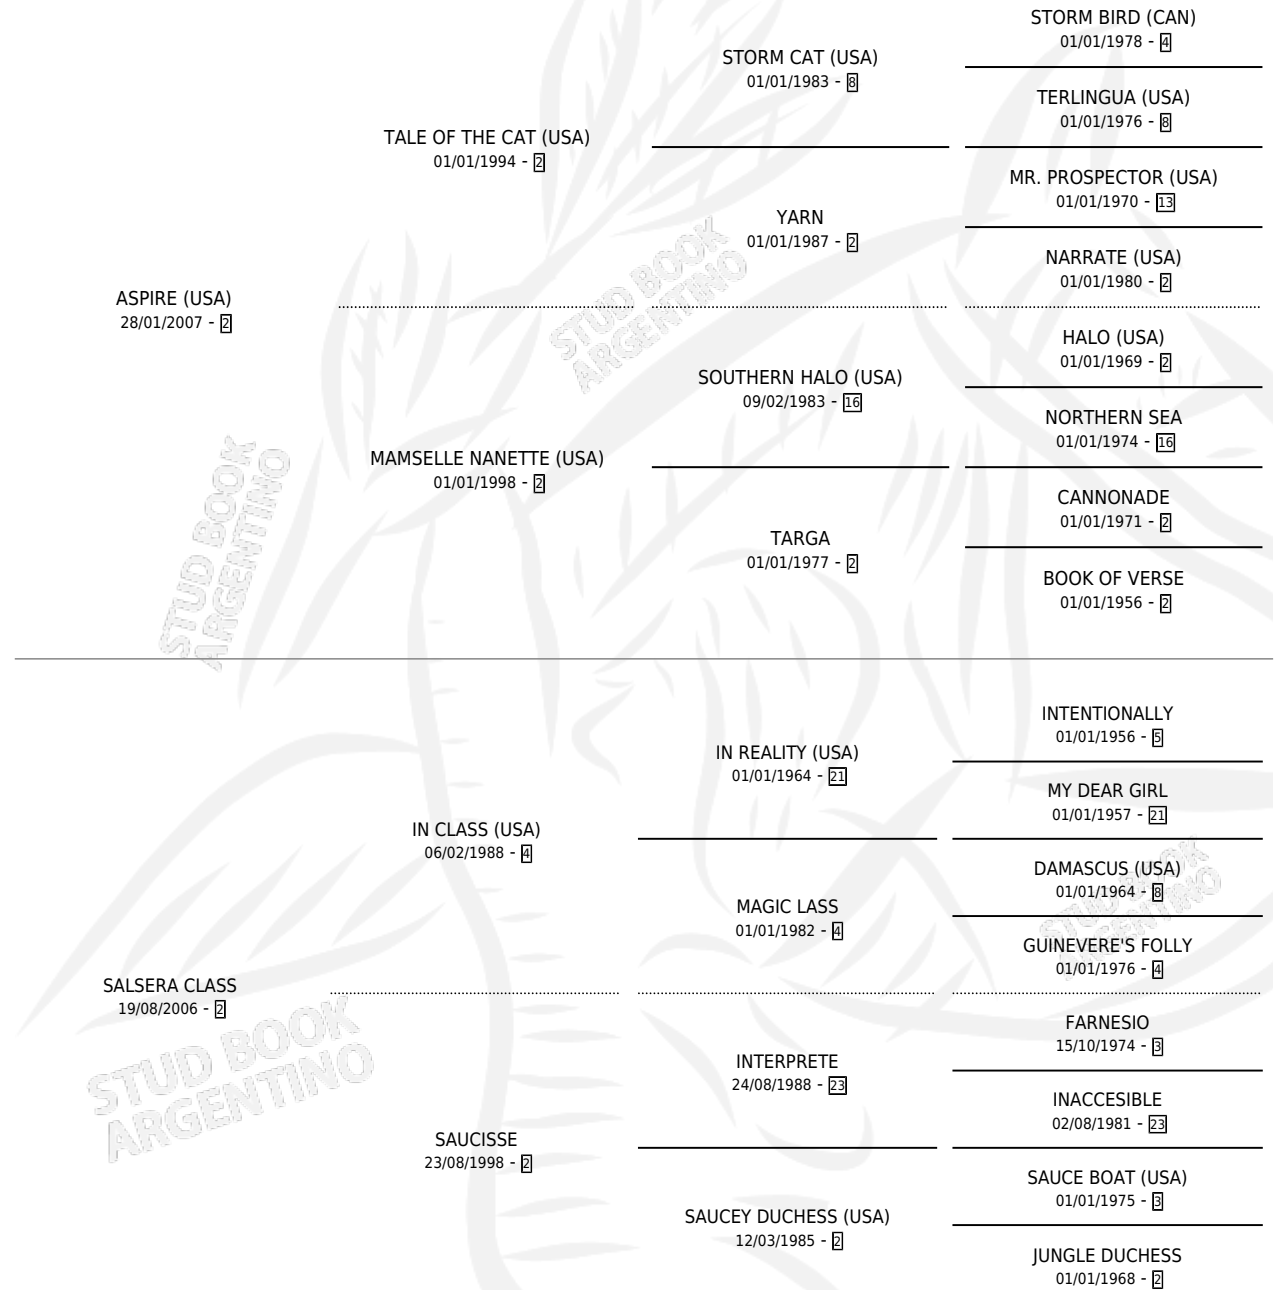 STORM BIRD (CAN)
01/01/1978 - 4
STORM CAT (USA)
01/01/1983 - 8
TERLINGUA (USA)
01/01/1976 - 8
TALE OF THE CAT (USA)
01/01/1994 - 2
MR. PROSPECTOR (USA)
01/01/1970 - 13
YARN
01/01/1987 - 2
NARRATE (USA)
01/01/1980 - 2
ASPIRE (USA)
28/01/2007 - 2
HALO (USA)
01/01/1969 - 2
SOUTHERN HALO (USA)
09/02/1983 - 16
NORTHERN SEA
01/01/1974 - 16
MAMSELLE NANETTE (USA)
01/01/1998 - 2
CANNONADE
01/01/1971 - 2
TARGA
01/01/1977 - 2
BOOK OF VERSE
01/01/1956 - 2
INTENTIONALLY
01/01/1956 - 5
IN REALITY (USA)
01/01/1964 - 21
MY DEAR GIRL
01/01/1957 - 21
IN CLASS (USA)
06/02/1988 - 4
DAMASCUS (USA)
01/01/1964 - 8
MAGIC LASS
01/01/1982 - 4
GUINEVERE'S FOLLY
01/01/1976 - 4
SALSERA CLASS
19/08/2006 - 2
FARNESIO
15/10/1974 - 3
INTERPRETE
24/08/1988 - 23
INACCESIBLE
02/08/1981 - 23
SAUCISSE
23/08/1998 - 2
SAUCE BOAT (USA)
01/01/1975 - 3
SAUCEY DUCHESS (USA)
12/03/1985 - 2
JUNGLE DUCHESS
01/01/1968 - 2
STUD BOOK
ARGENTINO
STUD BOOK
ARGENTINO
STUD BOOK
ARGENTINO
STUD BOOK
ARGENTINO